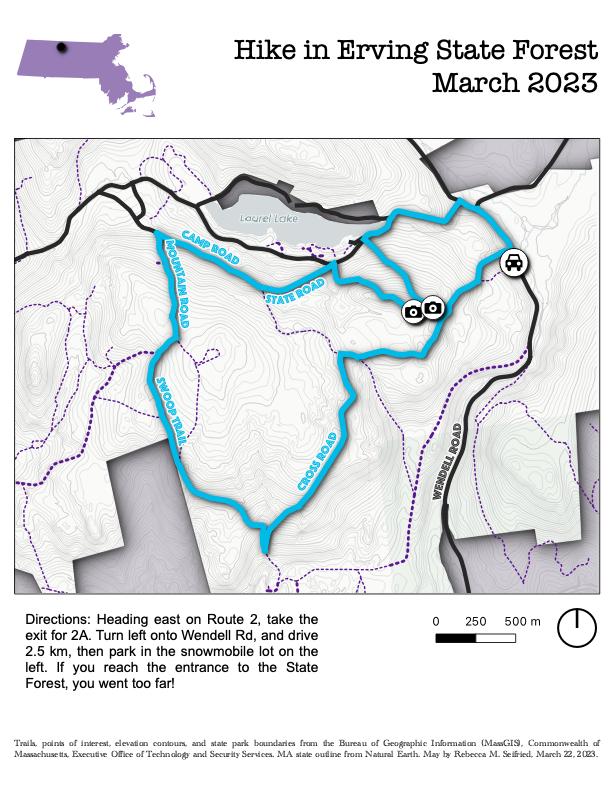 Hike in Erving State Forest
March 2023
Laurel Lake
CAMP ROAD
MOUNTAIN ROAD
STATE ROAD
SWOOP TRAIL
CROSS ROAD
WENDELL ROAD
Directions: Heading east on Route 2, take the
exit for 2A. Turn left onto Wendell Rd, and drive
2.5 km, then park in the snowmobile lot on the
left. If you reach the entrance to the State
Forest, you went too far!
0 250 500 m
Trails, points of interest, elevation contours, and state park boundaries from the Bureau of Geographic Information (MassGIS), Commonwealth of
Massachusetts, Executive Office of Technology and Security Services. MA state outline from Natural Earth. May by Rebecca M. Seifried, March 22, 2023.